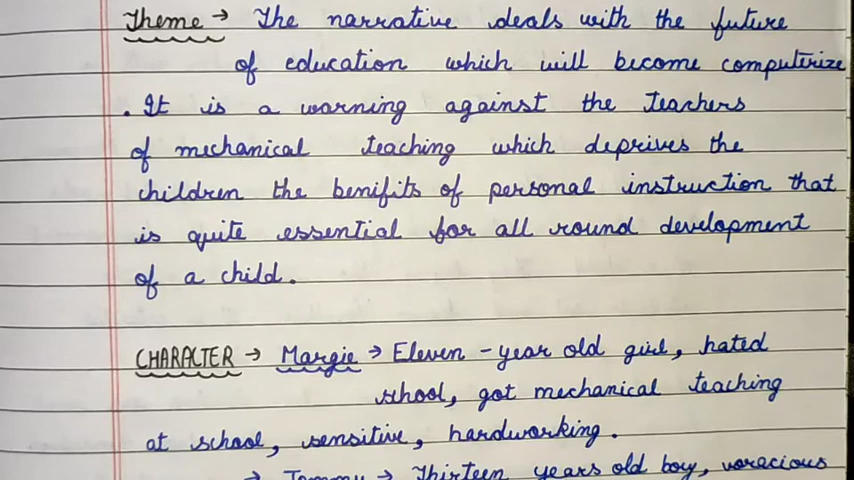 Theme → The narrative deals with the future
of education which will become computerize
. It is a warning against the teachers
of mechanical teaching which deprives the
children the benifits of personal instruction that
is quite essential for all round development
of a child.
CHARACTER → Margie → Eleven - year old girl, hated
school, got mechanical teaching
at school, sensitive, hardworking.
→ Tommy → Thirteen years old boy, voracious